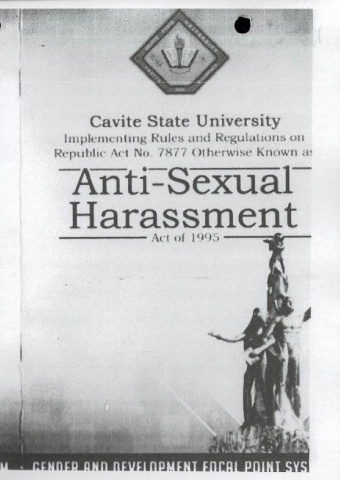 Cavite State University
Implementing Rules and Regulations on
Republic Act No. 7877 Otherwise Known as
Anti-Sexual
Harassment
Act of 1995
M : GENDER AND DEVELOPMENT FOCAL POINT SYS